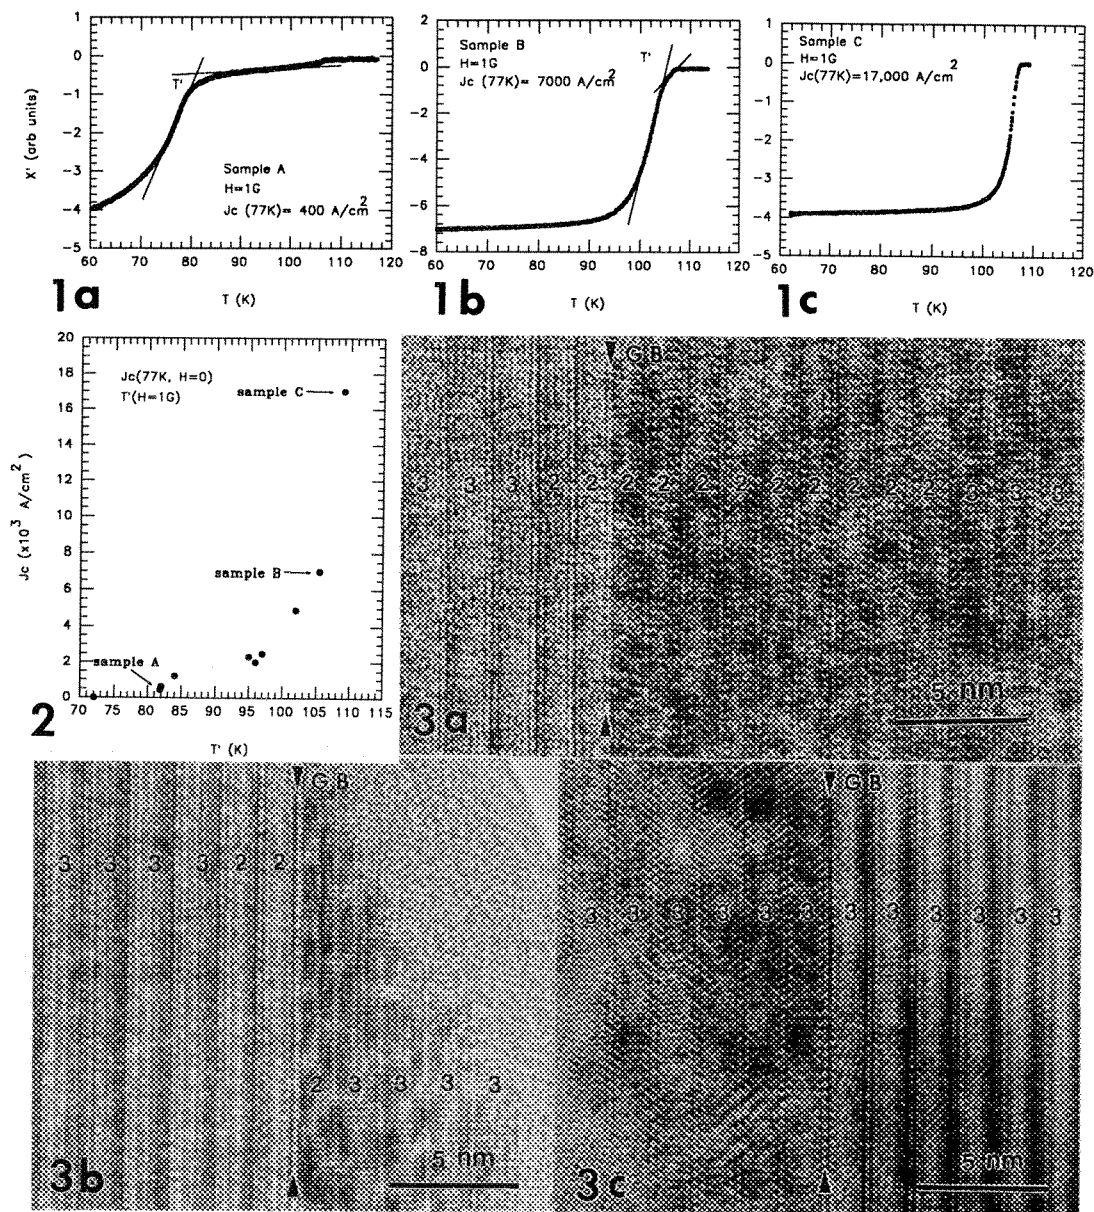 1
0
-1
-2
-3
-4
-5
X' (arb units)
T'
Sample A
H=1G
Jc (77K)= 400 A/cm2
60 70 80 90 100 110 120
T (K)
1a
2
0
-2
-4
-6
-8
Sample B
H=1G
Jc (77K)= 7000 A/cm2
T'
60 70 80 90 100 110 120
T (K)
1b
1
0
-1
-2
-3
-4
-5
Sample C
H=1G
Jc(77K)=17,000 A/cm2
60 70 80 90 100 110 120
T (K)
1c
20
18
16
14
12
10
8
6
4
2
0
Jc (x103 A/cm2)
Jc(77K, H=0)
T'(H=1G)
sample C
sample B
sample A
70 75 80 85 90 95 100 105 110 115
T' (K)
2
G B
3 3 3 2 2 2 2 2 2 2 2 2 2 2 3 3 3
5 nm
3a
G B
3 3 3 3 2 2
2 3 3 3 3
5 nm
3b
G B
3 3 3 3 3 3 3 3 3 3 3 3
5 nm
3c